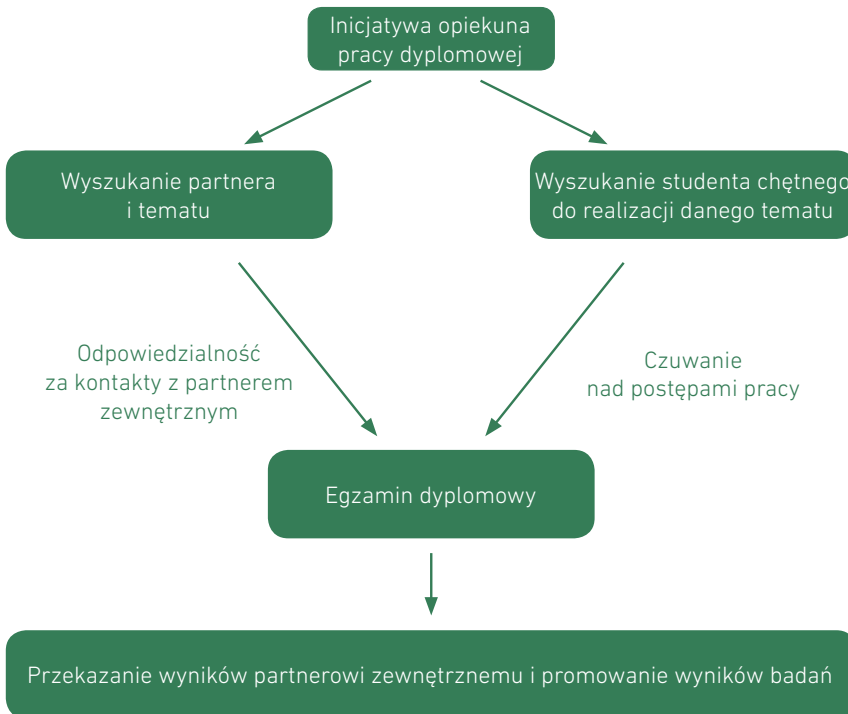 Inicjatywa opiekuna
pracy dyplomowej
Wyszukanie partnera
i tematu
Wyszukanie studenta chętnego
do realizacji danego tematu
Odpowiedzialność
za kontakty z partnerem
zewnętrznym
Czuwanie
nad postępami pracy
Egzamin dyplomowy
Przekazanie wyników partnerowi zewnętrznemu i promowanie wyników badań